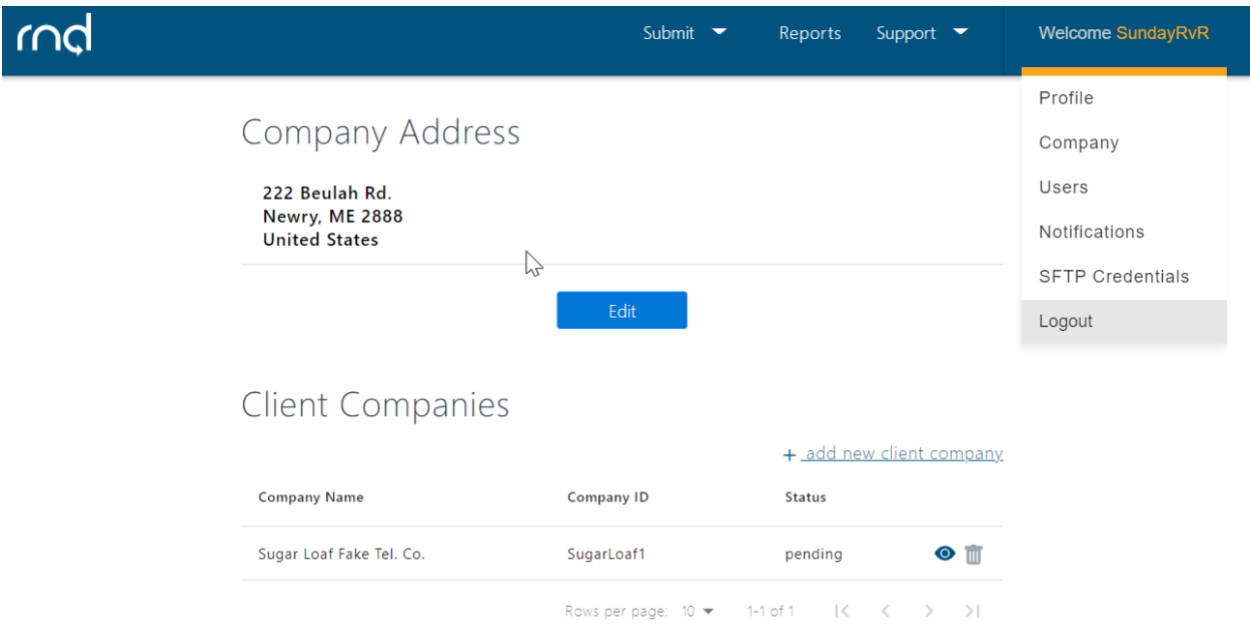 rnd
Submit
Reports
Support
Welcome SundayRvR
Profile
Company
Users
Notifications
SFTP Credentials
Logout
Company Address
222 Beulah Rd.
Newry, ME 2888
United States
Edit
Client Companies
+ add new client company
Company Name Company ID Status
Sugar Loaf Fake Tel. Co. SugarLoaf1 pending
Rows per page: 10 1-1 of 1